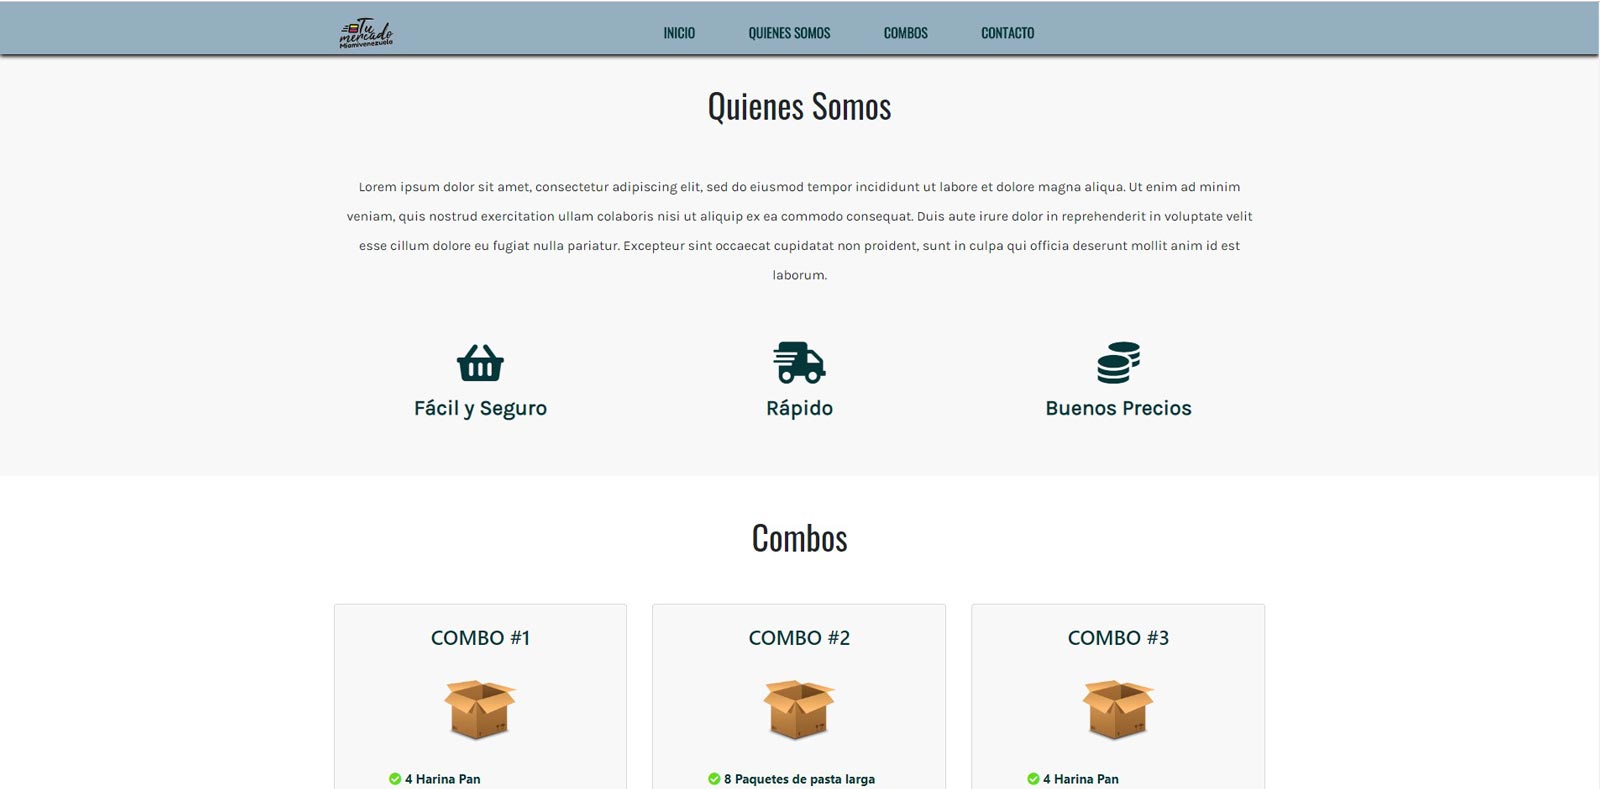 Tu
mercado
Miamivenezuela
INICIO
QUIENES SOMOS
COMBOS
CONTACTO
Quienes Somos
Lorem ipsum dolor sit amet, consectetur adipiscing elit, sed do eiusmod tempor incididunt ut labore et dolore magna aliqua. Ut enim ad minim
veniam, quis nostrud exercitation ullam colaboris nisi ut aliquip ex ea commodo consequat. Duis aute irure dolor in reprehenderit in voluptate velit
esse cillum dolore eu fugiat nulla pariatur. Excepteur sint occaecat cupidatat non proident, sunt in culpa qui officia deserunt mollit anim id est
laborum.
Fácil y Seguro
Rápido
Buenos Precios
Combos
COMBO #1
COMBO #2
COMBO #3
4 Harina Pan
8 Paquetes de pasta larga
4 Harina Pan